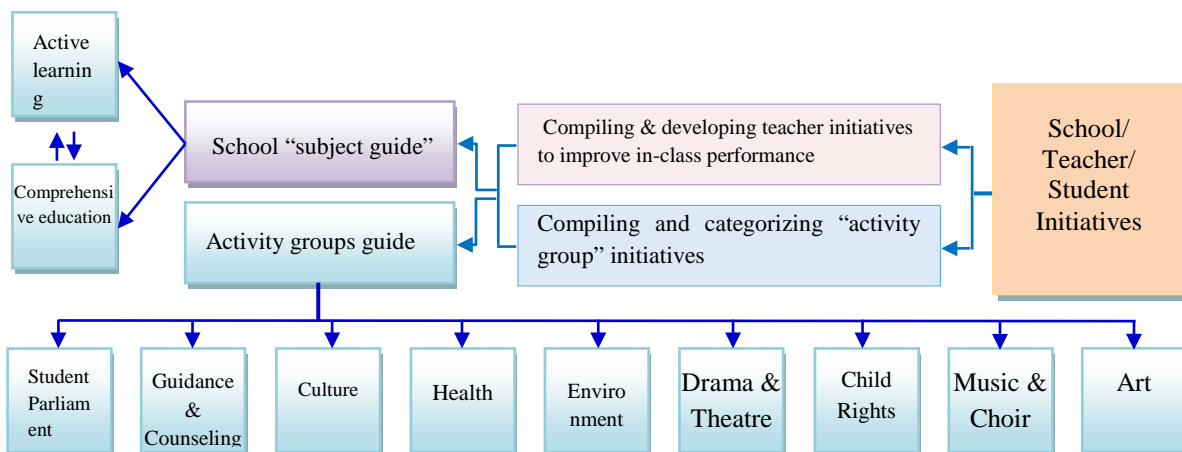 Active
learnin
g
Comprehensi
ve education
School “subject guide”
Activity groups guide
Compiling & developing teacher initiatives
to improve in-class performance
Compiling and categorizing “activity
group” initiatives
School/
Teacher/
Student
Initiatives
Student
Parliam
ent
Guidance
&
Counseling
Culture
Health
Enviro
nment
Drama &
Theatre
Child
Rights
Music &
Choir
Art